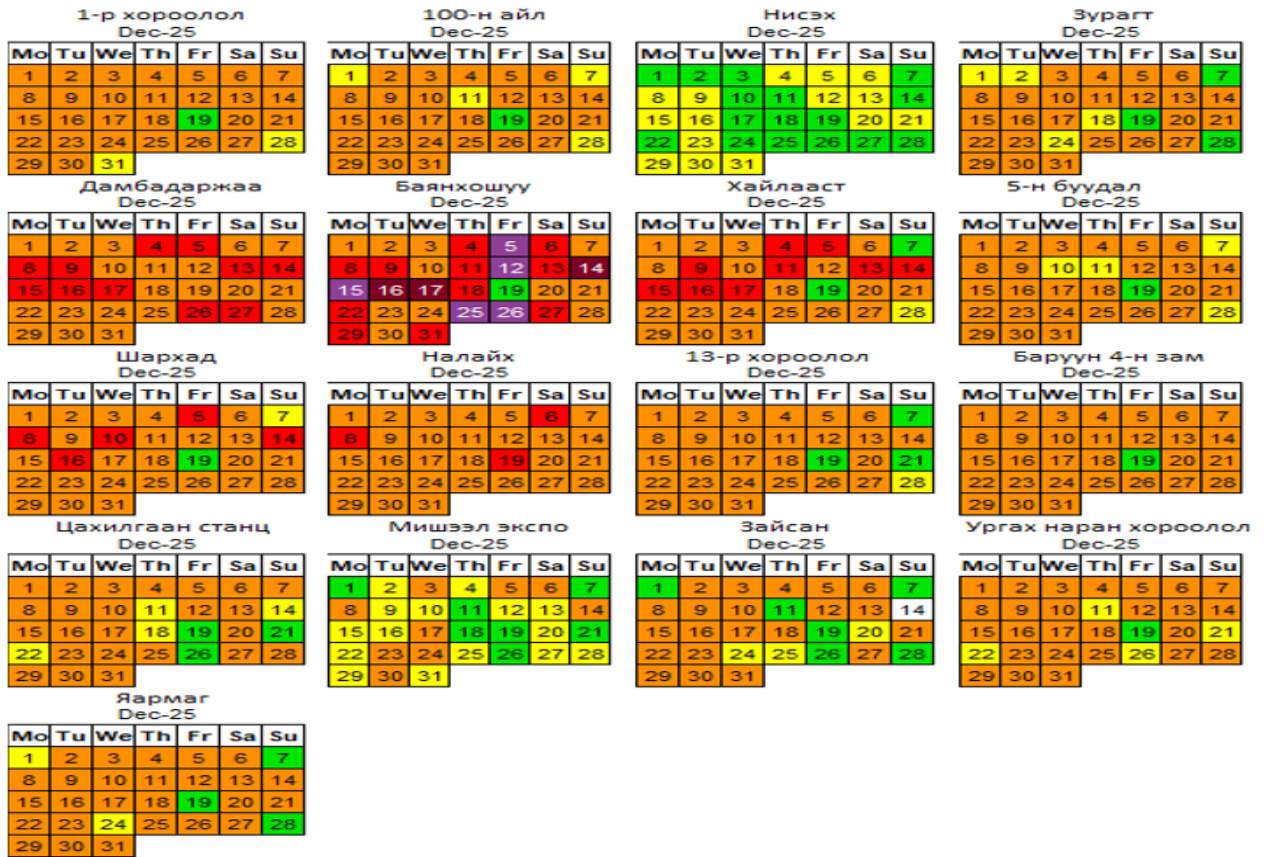 1-р хороолол 100-н айл Нисэх Зурагт
Dec-25 Dec-25 Dec-25 Dec-25
Mo Tu We Th Fr Sa Su Mo Tu We Th Fr Sa Su Mo Tu We Th Fr Sa Su Mo Tu We Th Fr Sa Su
1 2 3 4 5 6 7 1 2 3 4 5 6 7 1 2 3 4 5 6 7 1 2 3 4 5 6 7
8 9 10 11 12 13 14 8 9 10 11 12 13 14 8 9 10 11 12 13 14 8 9 10 11 12 13 14
15 16 17 18 19 20 21 15 16 17 18 19 20 21 15 16 17 18 19 20 21 15 16 17 18 19 20 21
22 23 24 25 26 27 28 22 23 24 25 26 27 28 22 23 24 25 26 27 28 22 23 24 25 26 27 28
29 30 31 29 30 31 29 30 31 29 30 31
Дамбадаржаа Баянхошуу Хайлааст 5-н буудал
Dec-25 Dec-25 Dec-25 Dec-25
Mo Tu We Th Fr Sa Su Mo Tu We Th Fr Sa Su Mo Tu We Th Fr Sa Su Mo Tu We Th Fr Sa Su
1 2 3 4 5 6 7 1 2 3 4 5 6 7 1 2 3 4 5 6 7 1 2 3 4 5 6 7
8 9 10 11 12 13 14 8 9 10 11 12 13 14 8 9 10 11 12 13 14 8 9 10 11 12 13 14
15 16 17 18 19 20 21 15 16 17 18 19 20 21 15 16 17 18 19 20 21 15 16 17 18 19 20 21
22 23 24 25 26 27 28 22 23 24 25 26 27 28 22 23 24 25 26 27 28 22 23 24 25 26 27 28
29 30 31 29 30 31 29 30 31 29 30 31
Шархад Налайх 13-р хороолол Баруун 4-н зам
Dec-25 Dec-25 Dec-25 Dec-25
Mo Tu We Th Fr Sa Su Mo Tu We Th Fr Sa Su Mo Tu We Th Fr Sa Su Mo Tu We Th Fr Sa Su
1 2 3 4 5 6 7 1 2 3 4 5 6 7 1 2 3 4 5 6 7 1 2 3 4 5 6 7
8 9 10 11 12 13 14 8 9 10 11 12 13 14 8 9 10 11 12 13 14 8 9 10 11 12 13 14
15 16 17 18 19 20 21 15 16 17 18 19 20 21 15 16 17 18 19 20 21 15 16 17 18 19 20 21
22 23 24 25 26 27 28 22 23 24 25 26 27 28 22 23 24 25 26 27 28 22 23 24 25 26 27 28
29 30 31 29 30 31 29 30 31 29 30 31
Цахилгаан станц Мишээл экспо Зайсан Ургах наран хороолол
Dec-25 Dec-25 Dec-25 Dec-25
Mo Tu We Th Fr Sa Su Mo Tu We Th Fr Sa Su Mo Tu We Th Fr Sa Su Mo Tu We Th Fr Sa Su
1 2 3 4 5 6 7 1 2 3 4 5 6 7 1 2 3 4 5 6 7 1 2 3 4 5 6 7
8 9 10 11 12 13 14 8 9 10 11 12 13 14 8 9 10 11 12 13 14 8 9 10 11 12 13 14
15 16 17 18 19 20 21 15 16 17 18 19 20 21 15 16 17 18 19 20 21 15 16 17 18 19 20 21
22 23 24 25 26 27 28 22 23 24 25 26 27 28 22 23 24 25 26 27 28 22 23 24 25 26 27 28
29 30 31 29 30 31 29 30 31 29 30 31
Яармаг
Dec-25
Mo Tu We Th Fr Sa Su
1 2 3 4 5 6 7
8 9 10 11 12 13 14
15 16 17 18 19 20 21
22 23 24 25 26 27 28
29 30 31